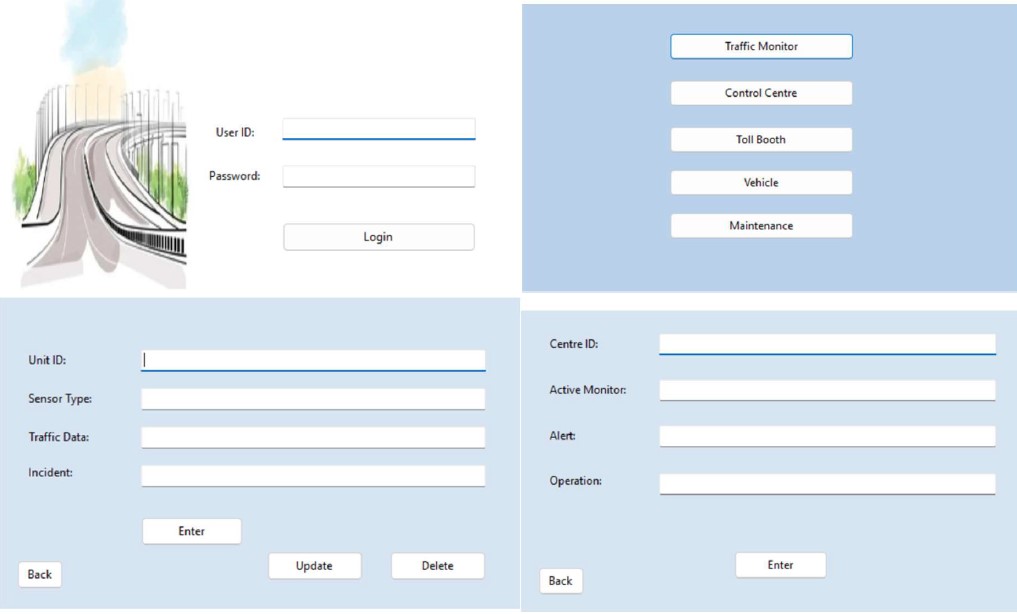 User ID:
Password:
Login
Traffic Monitor
Control Centre
Toll Booth
Vehicle
Maintenance
Unit ID:
Sensor Type:
Traffic Data:
Incident:
Enter
Update
Delete
Back
Centre ID:
Active Monitor:
Alert:
Operation:
Enter
Back